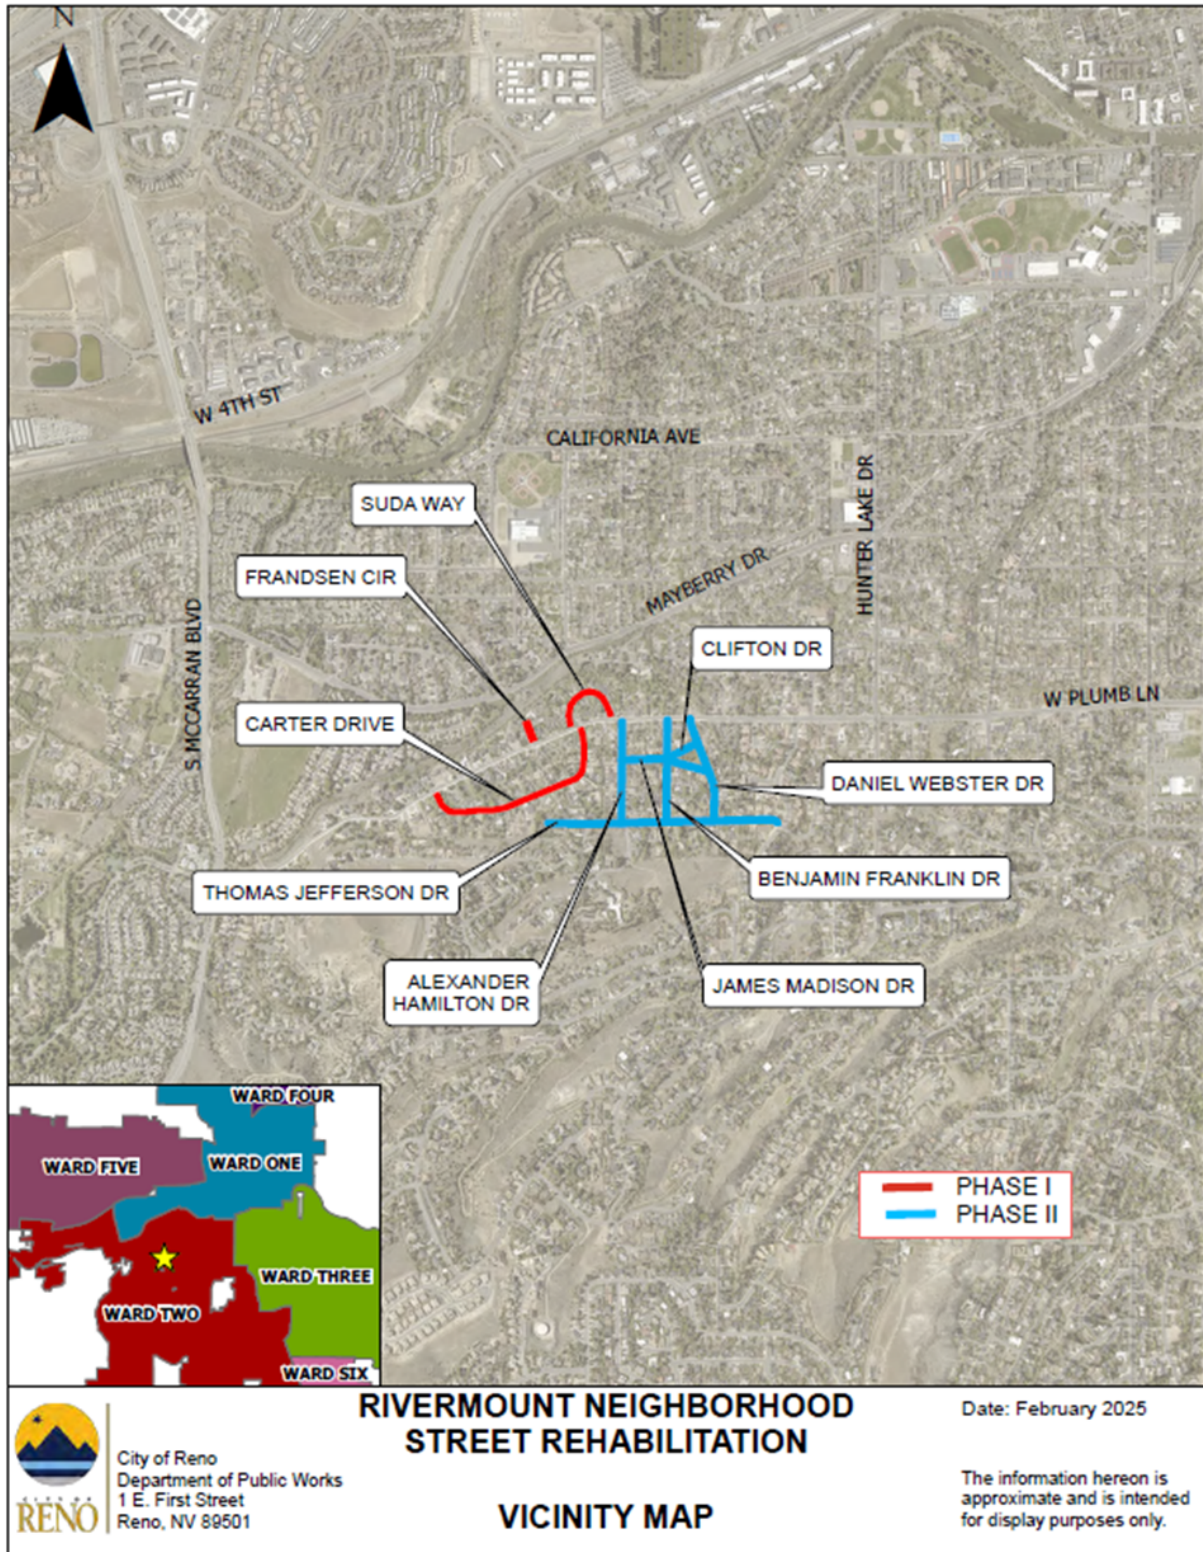 N
W 4TH ST
CALIFORNIA AVE
SUDA WAY
HUNTER LAKE DR
FRANDSEN CIR
MAYBERRY DR
S MCCARRAN BLVD
CLIFTON DR
W PLUMB LN
CARTER DRIVE
DANIEL WEBSTER DR
THOMAS JEFFERSON DR
BENJAMIN FRANKLIN DR
ALEXANDER
HAMILTON DR
JAMES MADISON DR
WARD FOUR
WARD FIVE
WARD ONE
WARD THREE
WARD TWO
WARD SIX
PHASE I
PHASE II
RIVERMOUNT NEIGHBORHOOD
STREET REHABILITATION
VICINITY MAP
Date: February 2025
The information hereon is
approximate and is intended
for display purposes only.
CITY OF
RENO
City of Reno
Department of Public Works
1 E. First Street
Reno, NV 89501